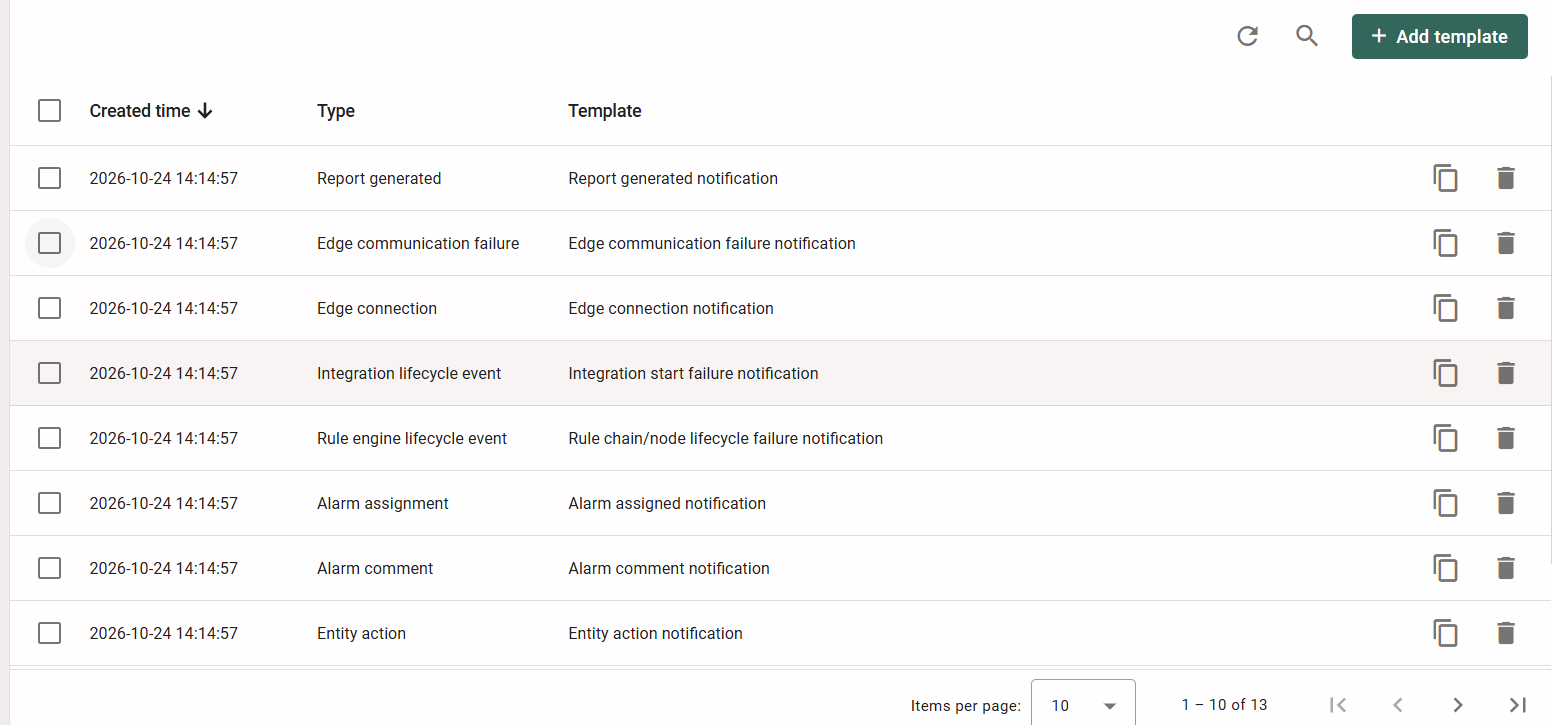 + Add template
Created time Type Template
2026-10-24 14:14:57 Report generated Report generated notification
2026-10-24 14:14:57 Edge communication failure Edge communication failure notification
2026-10-24 14:14:57 Edge connection Edge connection notification
2026-10-24 14:14:57 Integration lifecycle event Integration start failure notification
2026-10-24 14:14:57 Rule engine lifecycle event Rule chain/node lifecycle failure notification
2026-10-24 14:14:57 Alarm assignment Alarm assigned notification
2026-10-24 14:14:57 Alarm comment Alarm comment notification
2026-10-24 14:14:57 Entity action Entity action notification
Items per page: 10 1 – 10 of 13